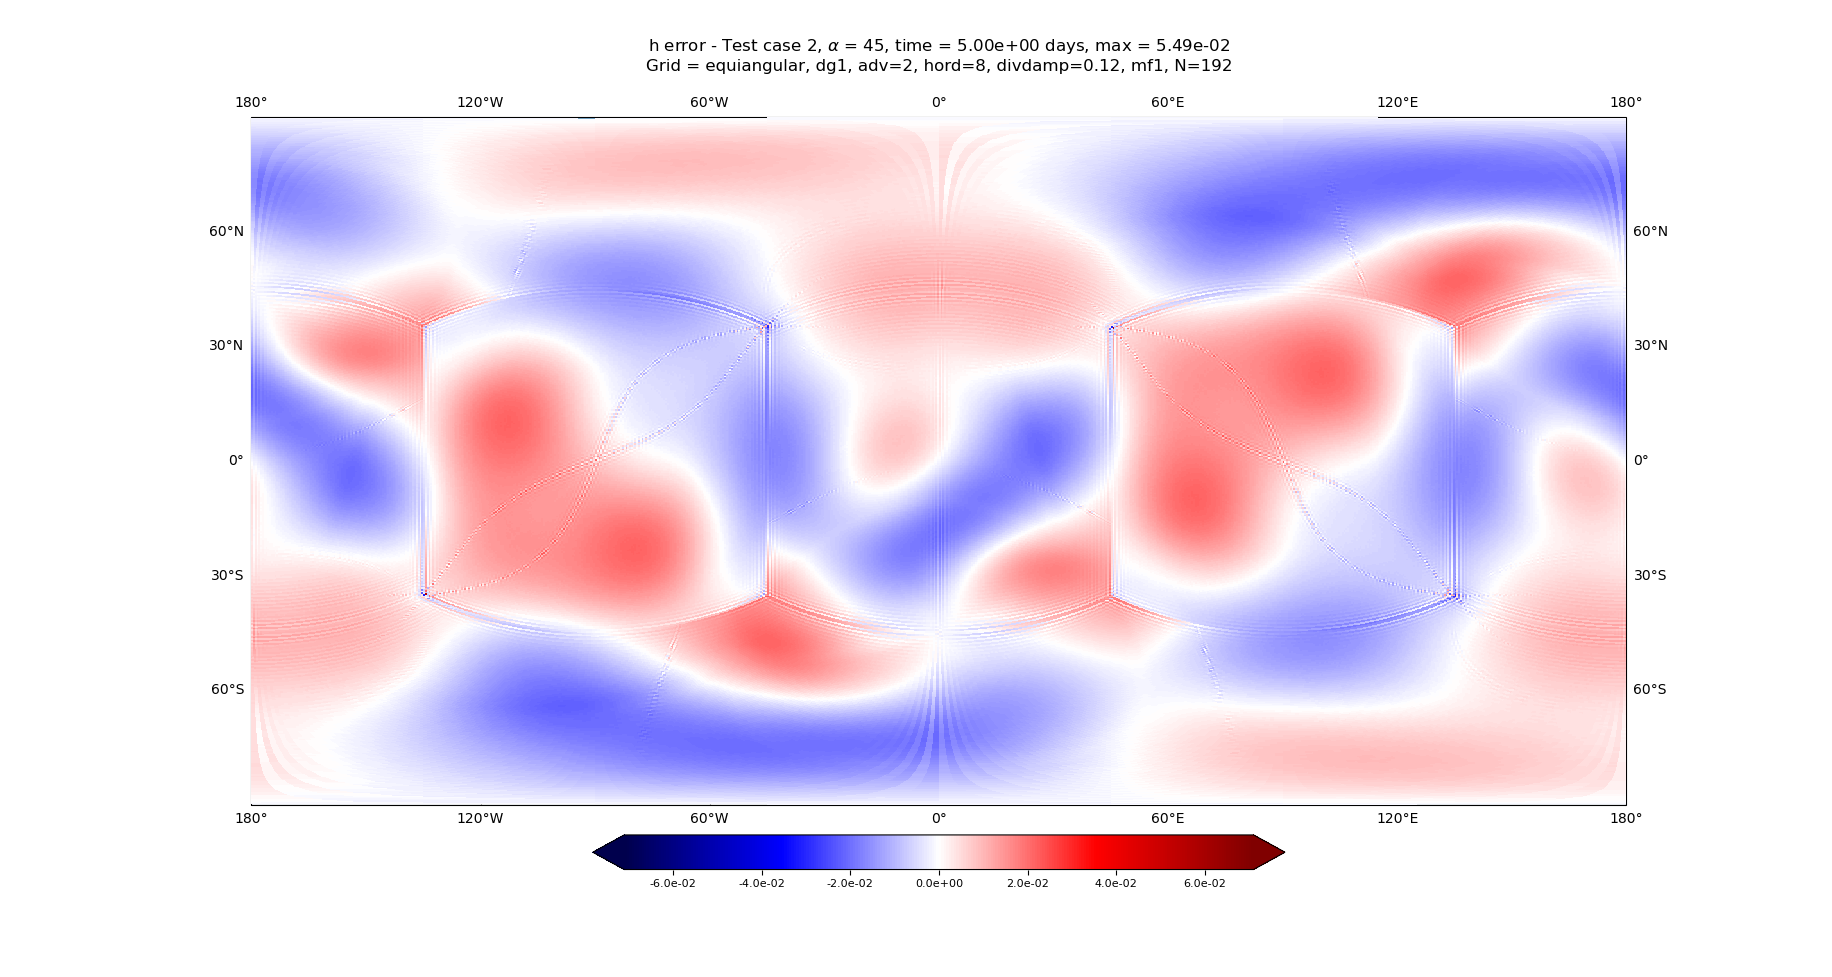 h error - Test case 2, α = 45, time = 5.00e+00 days, max = 5.49e-02
Grid = equiangular, dg1, adv=2, hord=8, divdamp=0.12, mf1, N=192
180° 120°W 60°W 0° 60°E 120°E 180°
60°N 60°N
30°N 30°N
0° 0°
30°S 30°S
60°S 60°S
180° 120°W 60°W 0° 60°E 120°E 180°
-6.0e-02 -4.0e-02 -2.0e-02 0.0e+00 2.0e-02 4.0e-02 6.0e-02